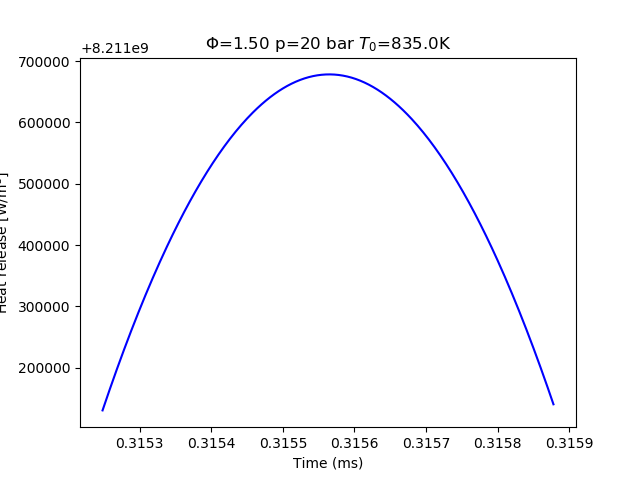 Φ=1.50 p=20 bar T₀=835.0K
+8.211e9
700000
600000
500000
400000
300000
200000
Heat release [W/m³]
0.3153 0.3154 0.3155 0.3156 0.3157 0.3158 0.3159
Time (ms)